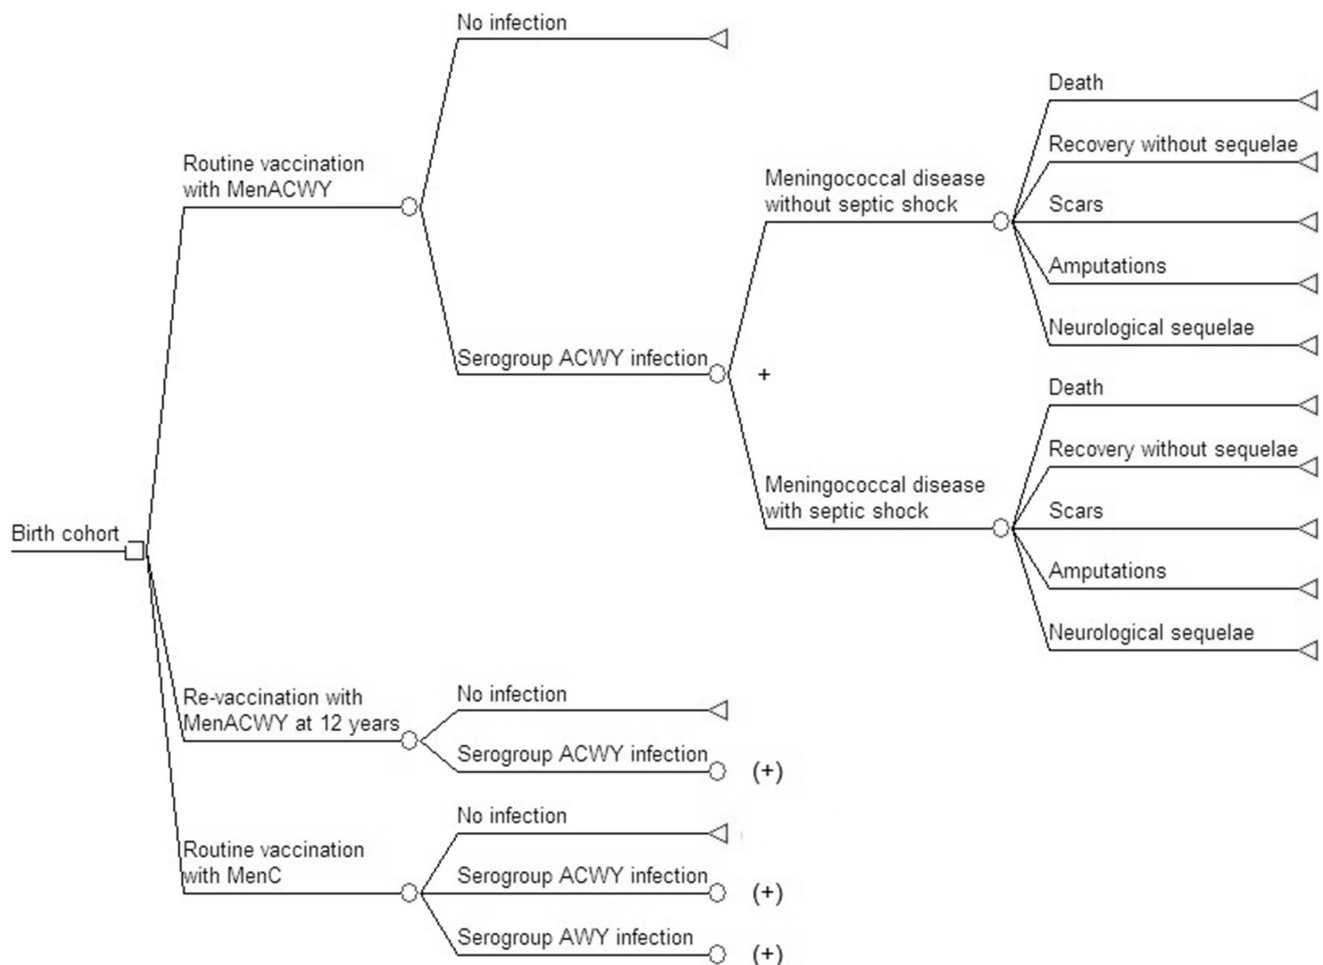 No infection
Death
Recovery without sequelae
Routine vaccination
with MenACWY
Meningococcal disease
without septic shock
Scars
Amputations
Neurological sequelae
Serogroup ACWY infection
+
Death
Recovery without sequelae
Meningococcal disease
with septic shock
Scars
Birth cohort
Amputations
Neurological sequelae
Re-vaccination with
MenACWY at 12 years
No infection
Serogroup ACWY infection
(+)
No infection
Routine vaccination
with MenC
Serogroup ACWY infection
(+)
Serogroup AWY infection
(+)